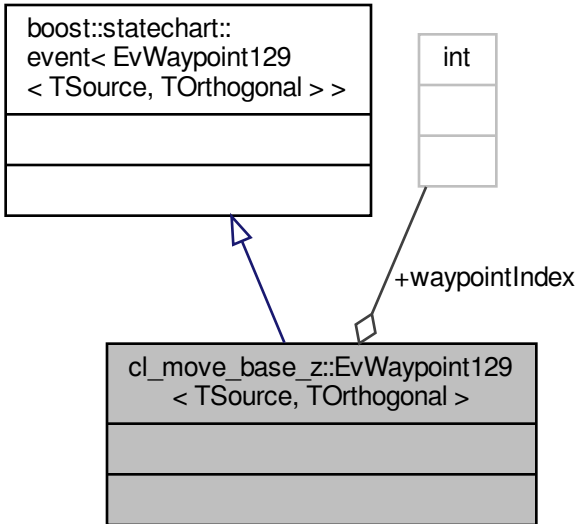 boost::statechart::
event< EvWaypoint129
< TSource, TOrthogonal > >
int
+waypointIndex
cl_move_base_z::EvWaypoint129
< TSource, TOrthogonal >